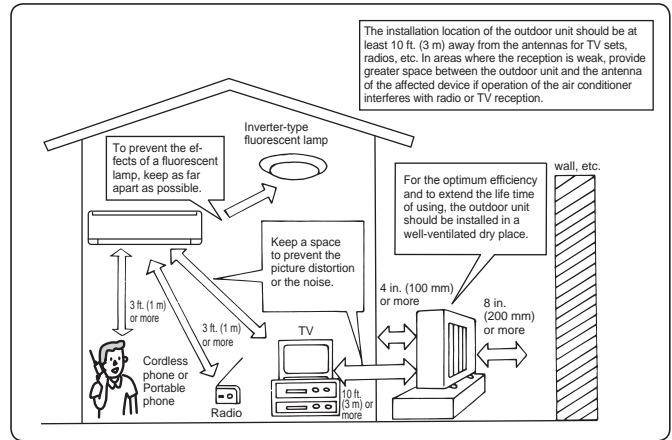 The installation location of the outdoor unit should be at
least 10 ft. (3 m) away from the antennas for TV sets,
radios, etc. In areas where the reception is weak, provide
greater space between the outdoor unit and the antenna
of the affected device if operation of the air conditioner
interferes with radio or TV reception.
Inverter-type
fluorescent lamp
To prevent the ef-
fects of a fluorescent
lamp, keep as far
apart as possible.
wall, etc.
For the optimum efficiency
and to extend the life time
of using, the outdoor unit
should be installed in a
well-ventilated dry place.
Keep a space
to prevent the
picture distortion
or the noise.
4 in. (100 mm)
or more
8 in.
(200 mm)
or more
3 ft. (1 m)
or more
3 ft. (1 m)
or more
TV
Cordless
phone or
Portable
phone
Radio
10 ft.
(3 m) or
more